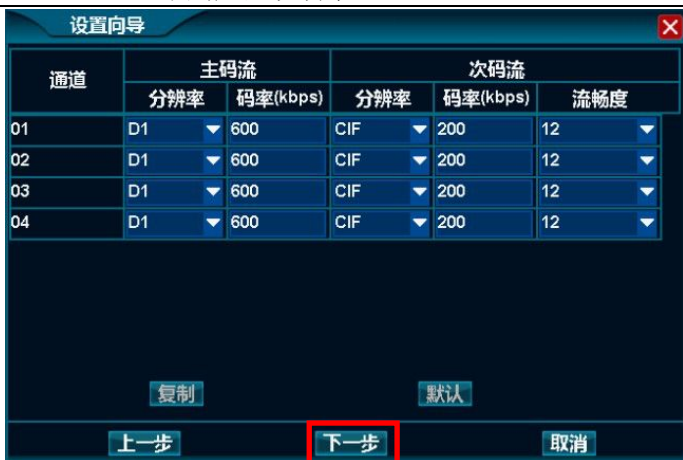 设置向导
通道 主码流 次码流
分辨率 码率(kbps) 分辨率 码率(kbps) 流畅度
01 D1 600 CIF 200 12
02 D1 600 CIF 200 12
03 D1 600 CIF 200 12
04 D1 600 CIF 200 12
复制 默认
上一步 下一步 取消